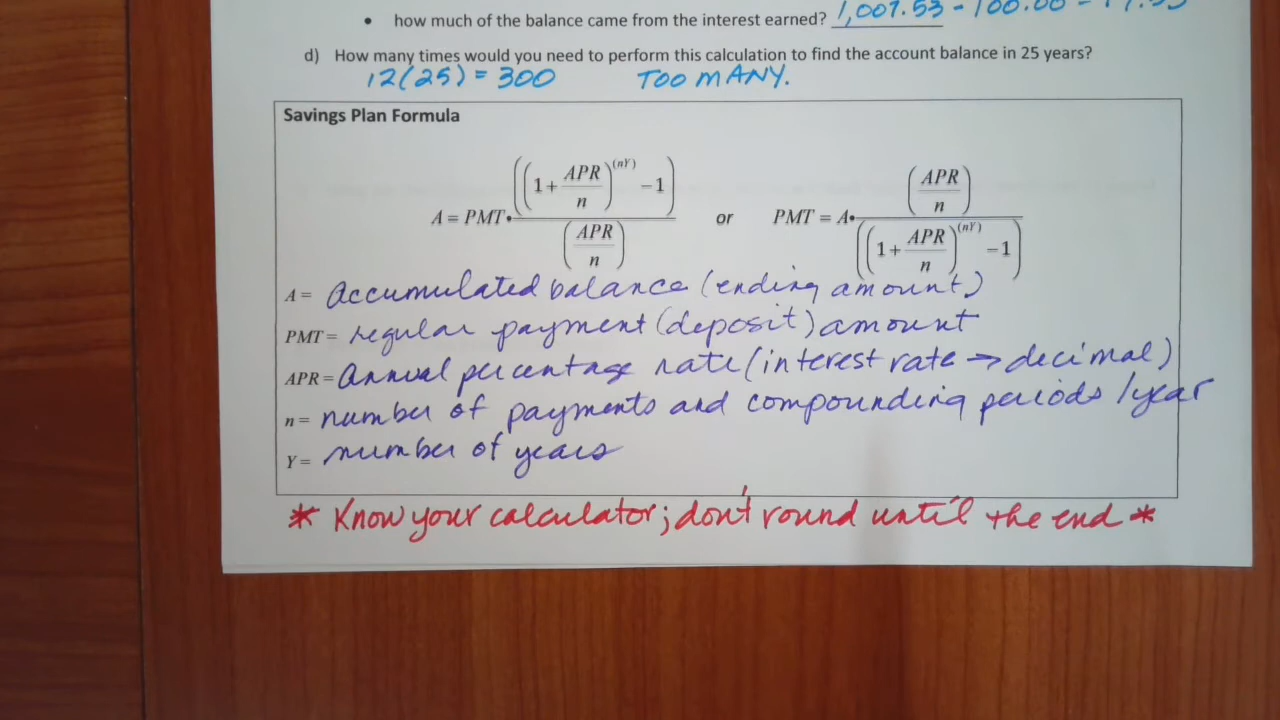 • how much of the balance came from the interest earned? 1,007.53 -
d) How many times would you need to perform this calculation to find the account balance in 25 years?
12(25) = 300 TOO MANY.
Savings Plan Formula
A = PMT • ((1 + APR/n)^(nY) − 1) / (APR/n) or PMT = A • (APR/n) / ((1 + APR/n)^(nY) − 1)
A = Accumulated balance (ending amount)
PMT = regular payment (deposit) amount
APR = Annual percentage rate (interest rate → decimal)
n = number of payments and compounding periods / year
Y = number of years
* Know your calculator; don't round until the end *